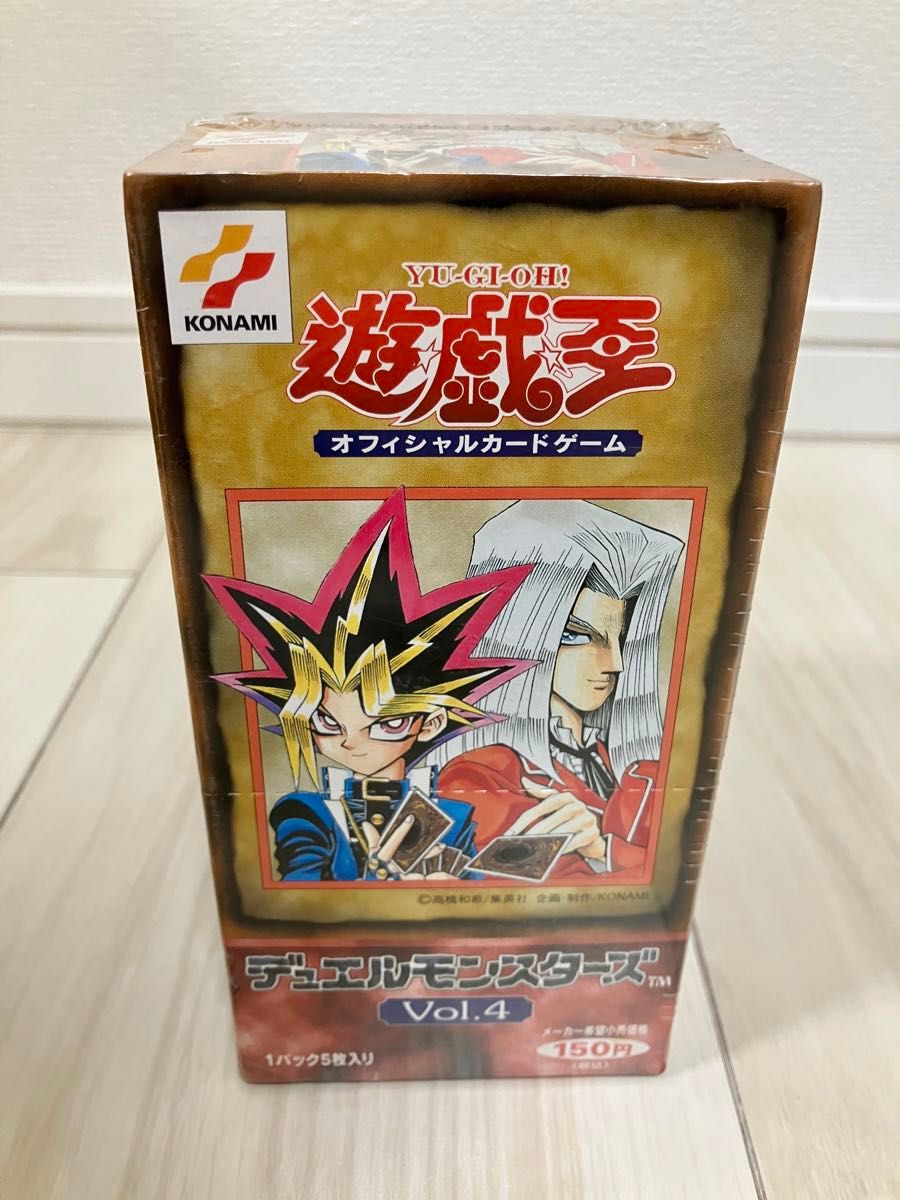 KONAMI
KONAMI
YU-GI-OH!
遊☆戯☆王
オフィシャルカードゲーム
©高橋和希/集英社 企画・制作/KONAMI
デュエルモンスターズ™
Vol.4
メーカー希望小売価格
1パック5枚入り
150円
(税込)